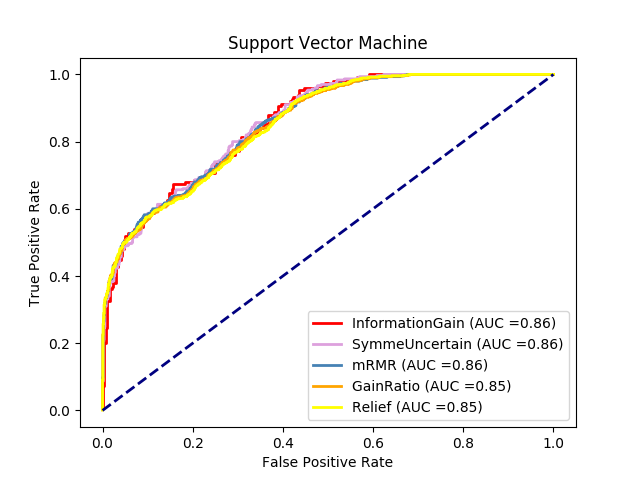 Support Vector Machine
True Positive Rate
1.0
0.8
0.6
0.4
0.2
0.0
InformationGain (AUC =0.86)
SymmeUncertain (AUC =0.86)
mRMR (AUC =0.86)
GainRatio (AUC =0.85)
Relief (AUC =0.85)
0.0 0.2 0.4 0.6 0.8 1.0
False Positive Rate